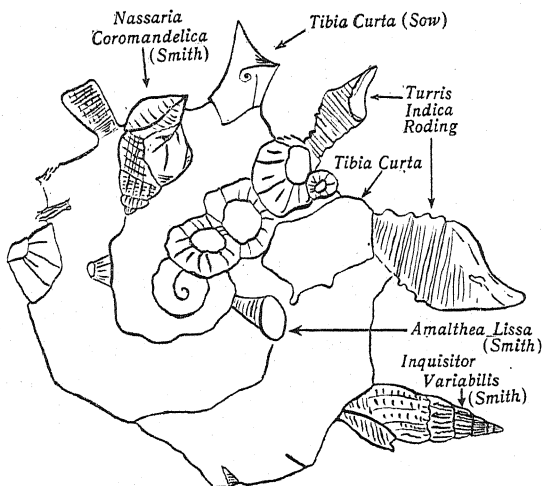 Nassaria
Coromandelica
(Smith)
Tibia Curta (Sow)
Turris
Indica
Roding
Tibia Curta
Amalthea Lissa
(Smith)
Inquisitor
Variabilis
(Smith)